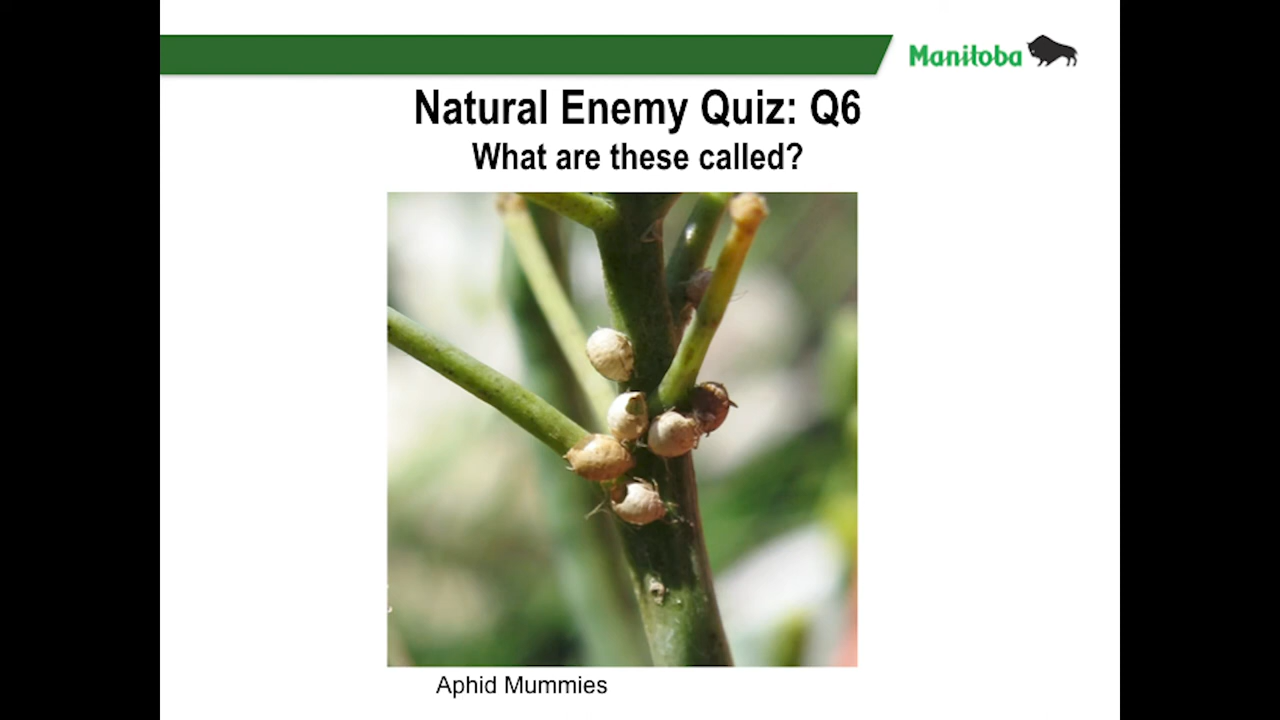 Manitoba
Natural Enemy Quiz: Q6
What are these called?
Aphid Mummies